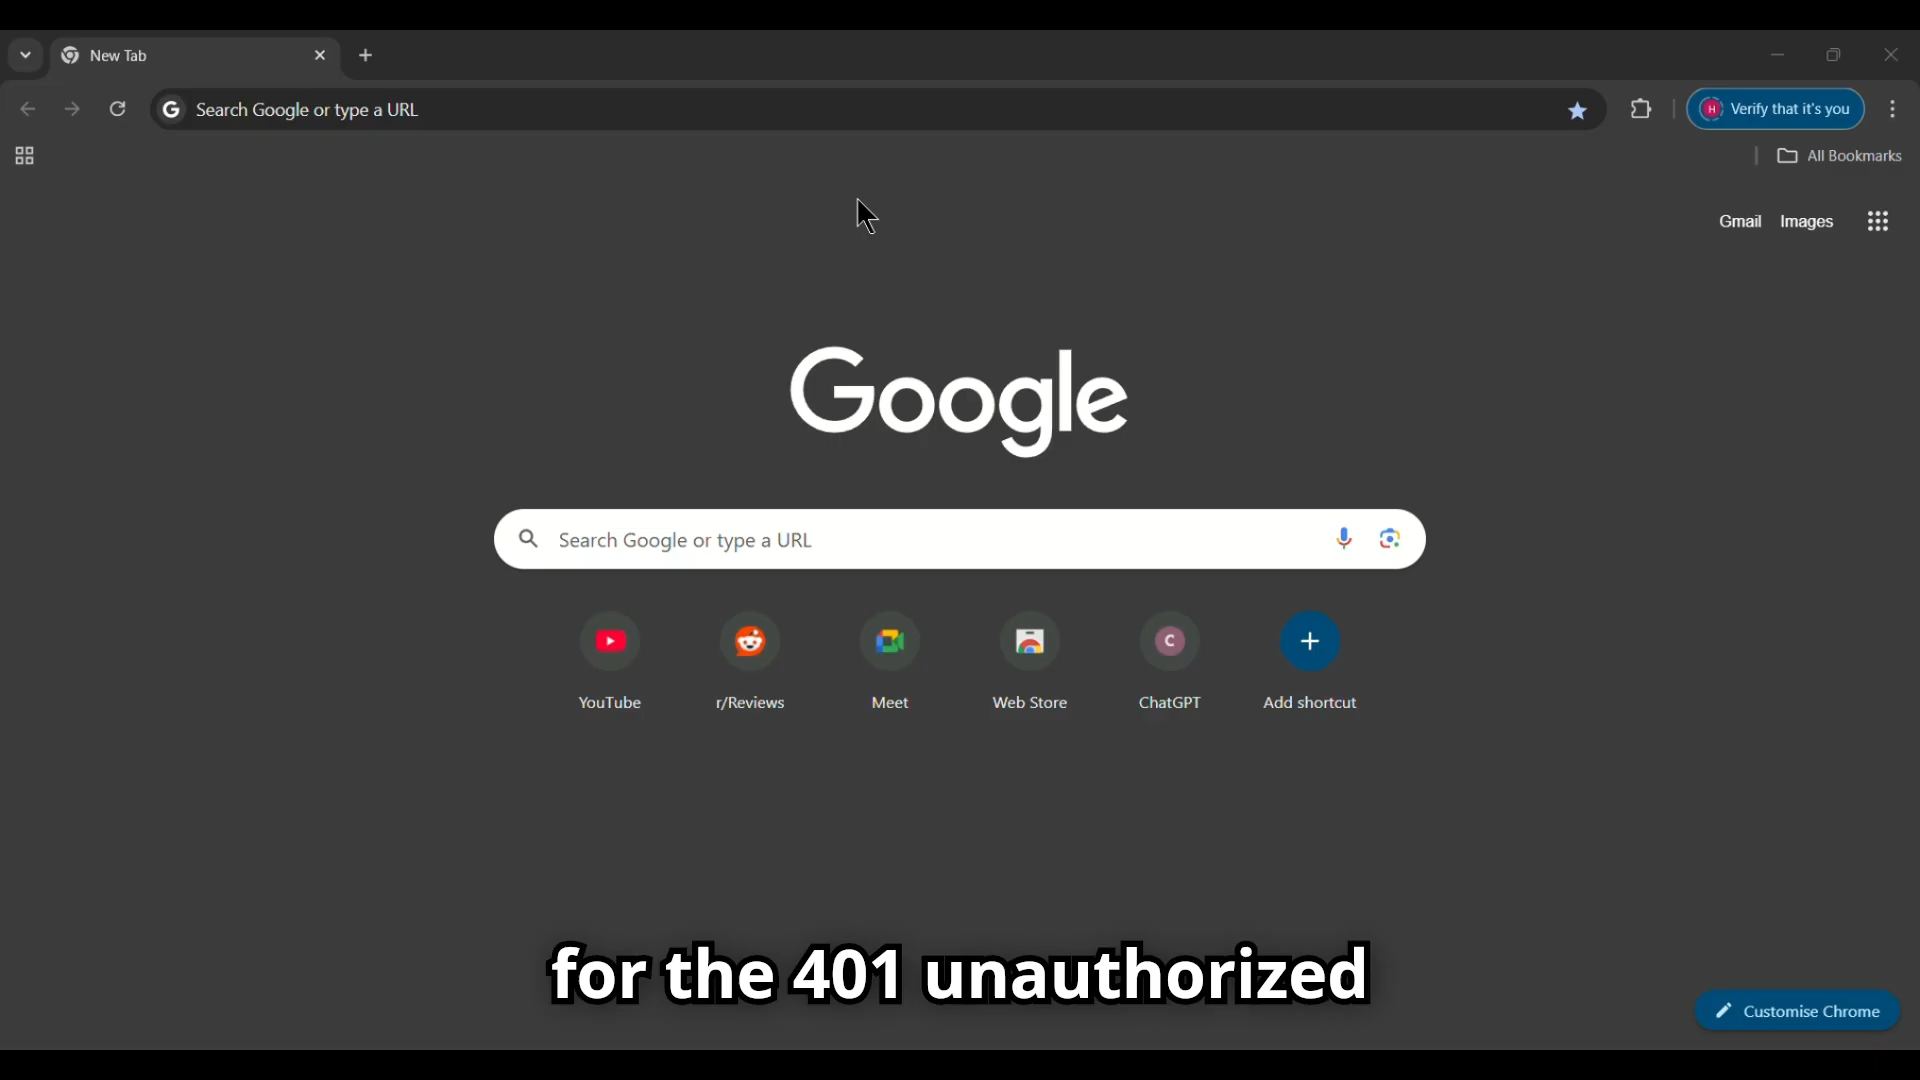 New Tab
Search Google or type a URL
H Verify that it's you
All Bookmarks
Gmail Images
Google
Search Google or type a URL
YouTube r/Reviews Meet Web Store C ChatGPT Add shortcut
for the 401 unauthorized
Customise Chrome